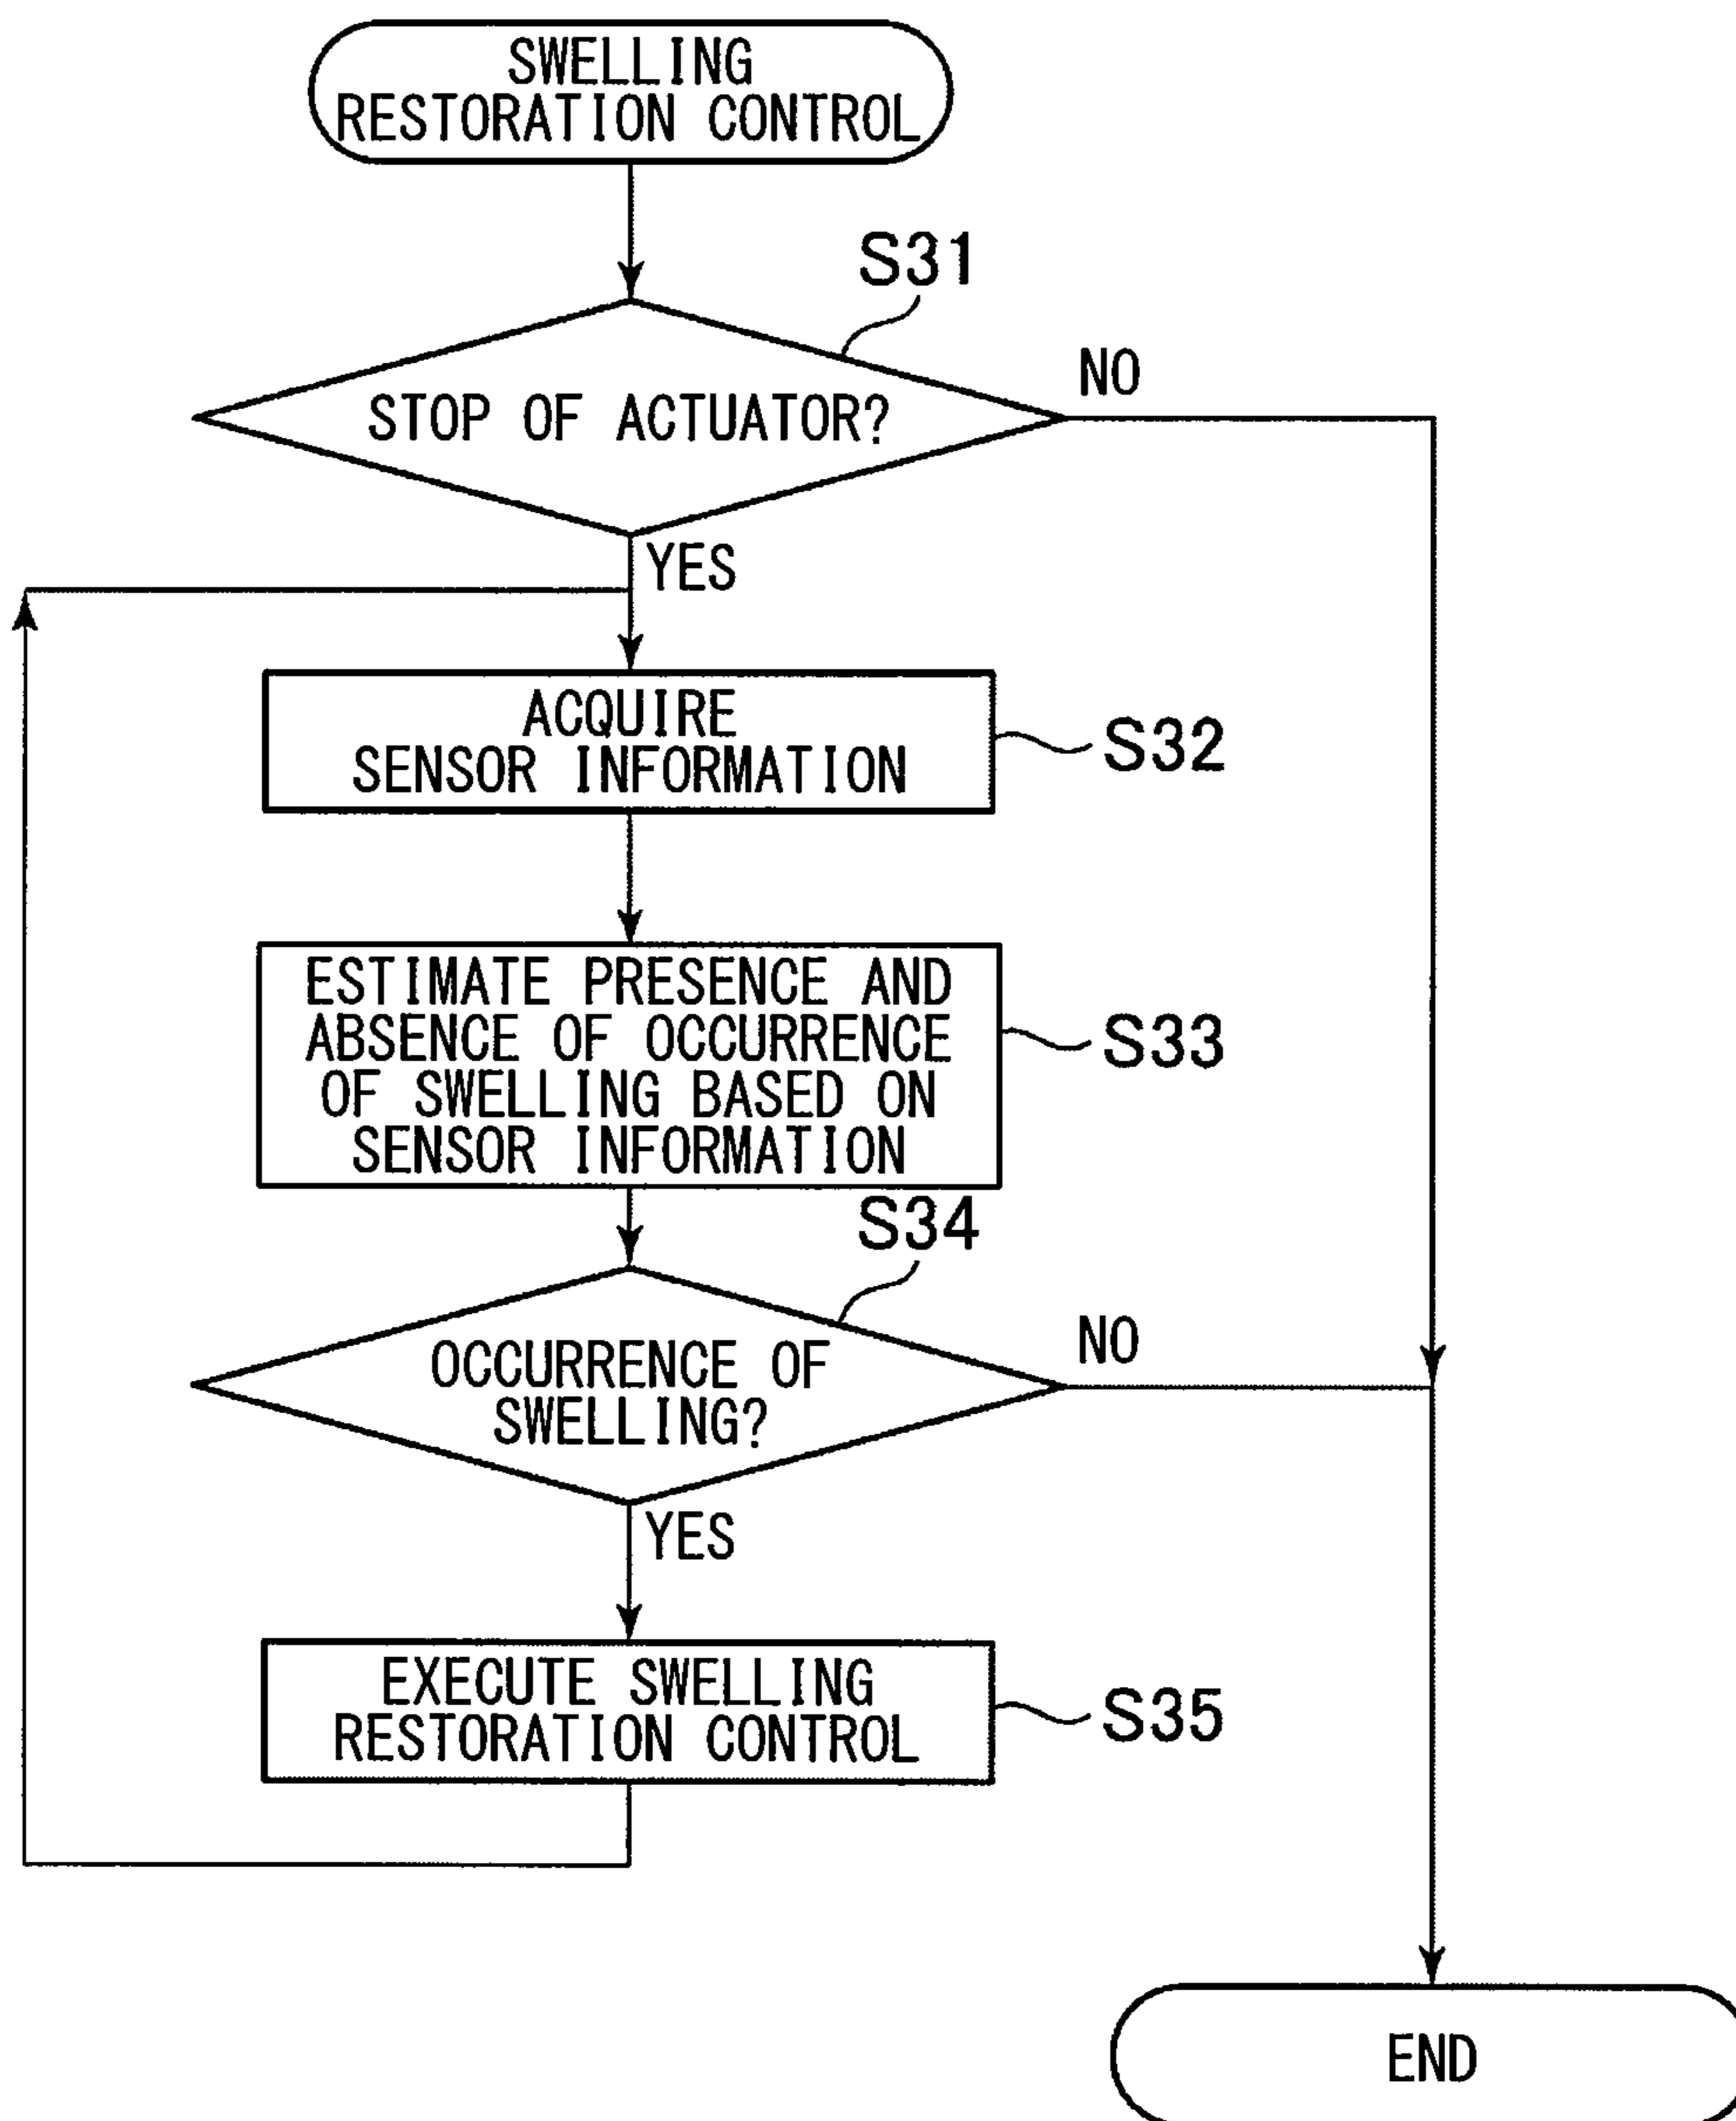 SWELLING
RESTORATION CONTROL
S31
STOP OF ACTUATOR?
NO
YES
ACQUIRE
SENSOR INFORMATION
S32
ESTIMATE PRESENCE AND
ABSENCE OF OCCURRENCE
OF SWELLING BASED ON
SENSOR INFORMATION
S33
S34
OCCURRENCE OF
SWELLING?
NO
YES
EXECUTE SWELLING
RESTORATION CONTROL
S35
END